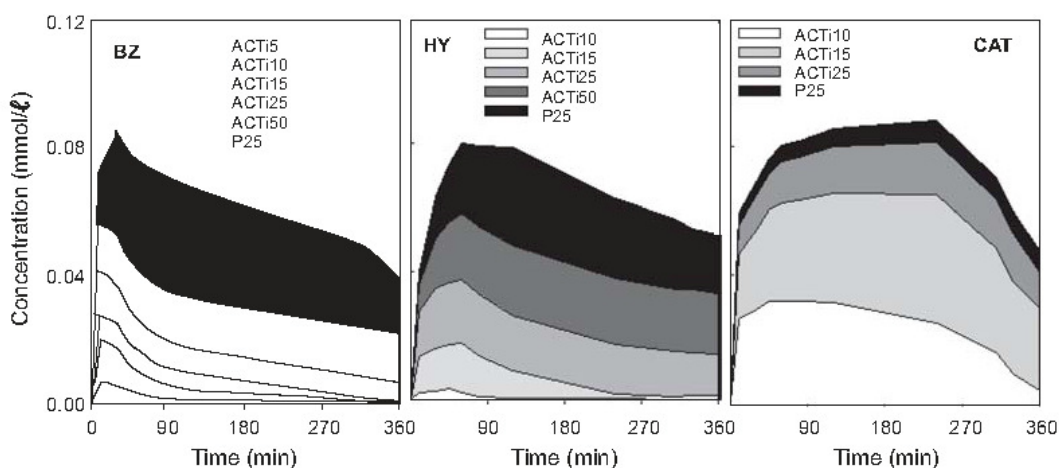 0.12
0.08
0.04
0.00
Concentration (mmol/ℓ)
BZ
ACTi5
ACTi10
ACTi15
ACTi25
ACTi50
P25
0 90 180 270 360
Time (min)
HY
ACTi10
ACTi15
ACTi25
ACTi50
P25
90 180 270 360
Time (min)
ACTi10
ACTi15
ACTi25
P25
CAT
90 180 270 360
Time (min)